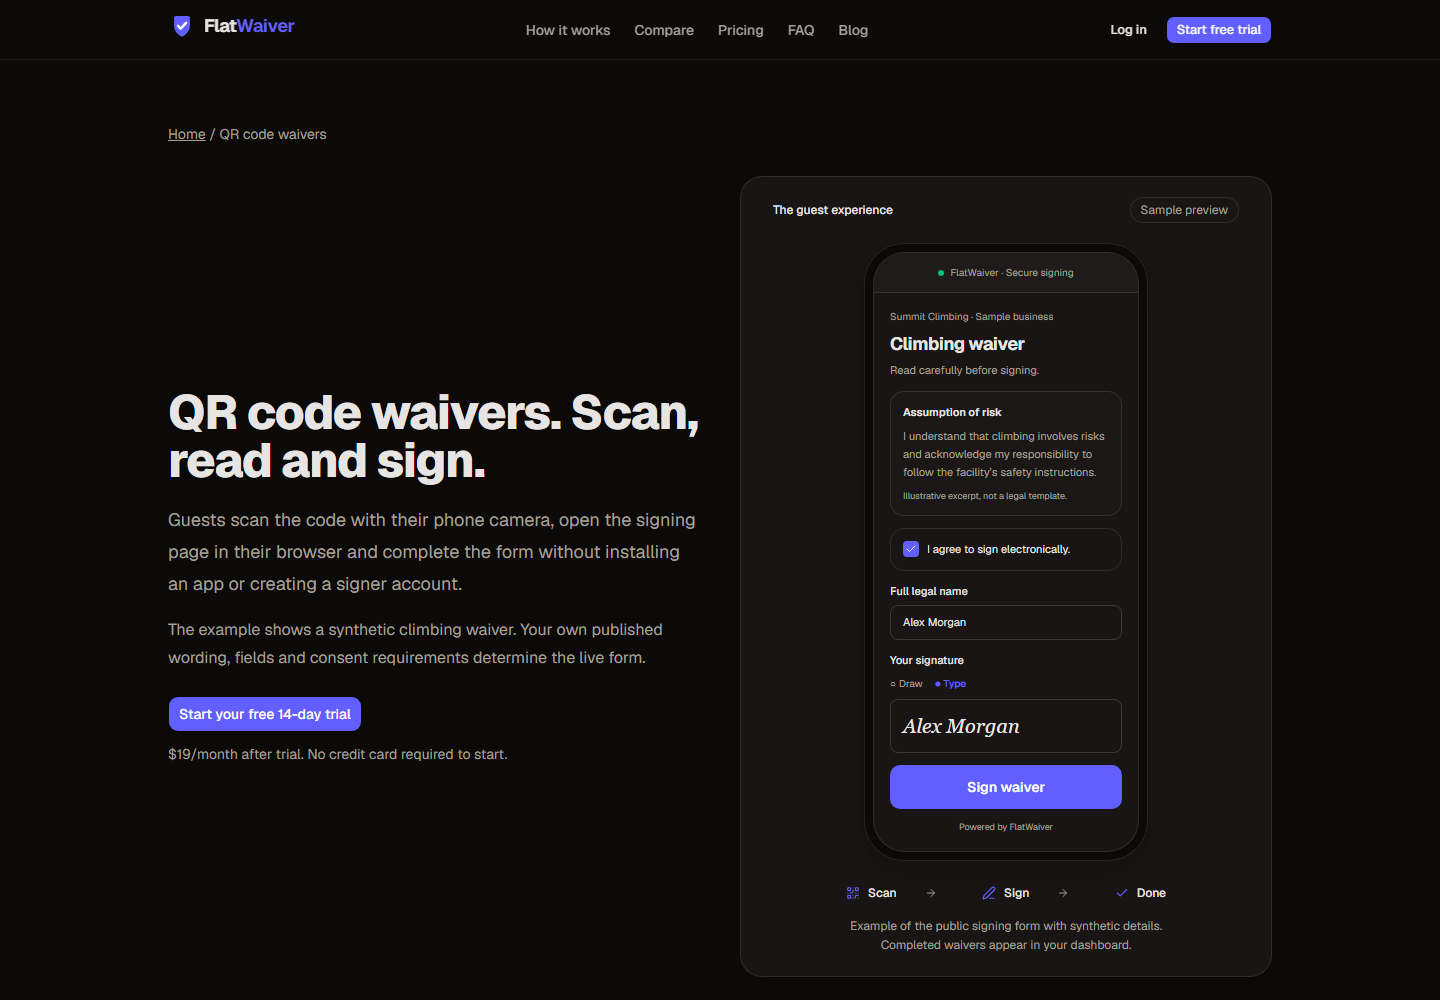 FlatWaiver
How it works
Compare
Pricing
FAQ
Blog
Log in
Start free trial
Home / QR code waivers
QR code waivers. Scan,
read and sign.
Guests scan the code with their phone camera, open the signing
page in their browser and complete the form without installing
an app or creating a signer account.
The example shows a synthetic climbing waiver. Your own published
wording, fields and consent requirements determine the live form.
Start your free 14-day trial
$19/month after trial. No credit card required to start.
The guest experience
Sample preview
FlatWaiver · Secure signing
Summit Climbing · Sample business
Climbing waiver
Read carefully before signing.
Assumption of risk
I understand that climbing involves risks
and acknowledge my responsibility to
follow the facility's safety instructions.
Illustrative excerpt, not a legal template.
I agree to sign electronically.
Full legal name
Alex Morgan
Your signature
○ Draw ● Type
Alex Morgan
Sign waiver
Powered by FlatWaiver
Scan → Sign → Done
Example of the public signing form with synthetic details.
Completed waivers appear in your dashboard.